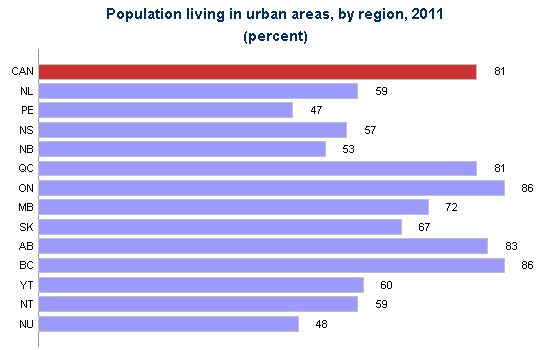 Population living in urban areas, by region, 2011
(percent)
CAN 81
NL 59
PE 47
NS 57
NB 53
QC 81
ON 86
MB 72
SK 67
AB 83
BC 86
YT 60
NT 59
NU 48